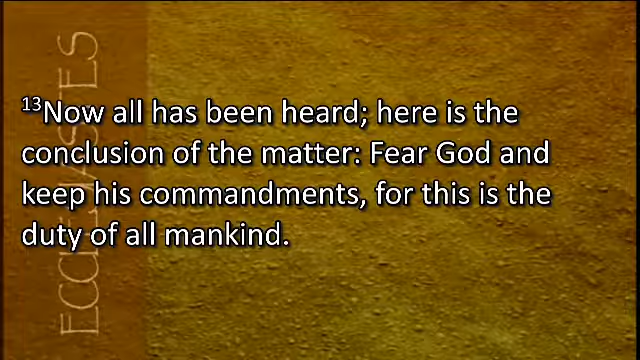 ECCLESIASTES
¹³Now all has been heard; here is the
conclusion of the matter: Fear God and
keep his commandments, for this is the
duty of all mankind.